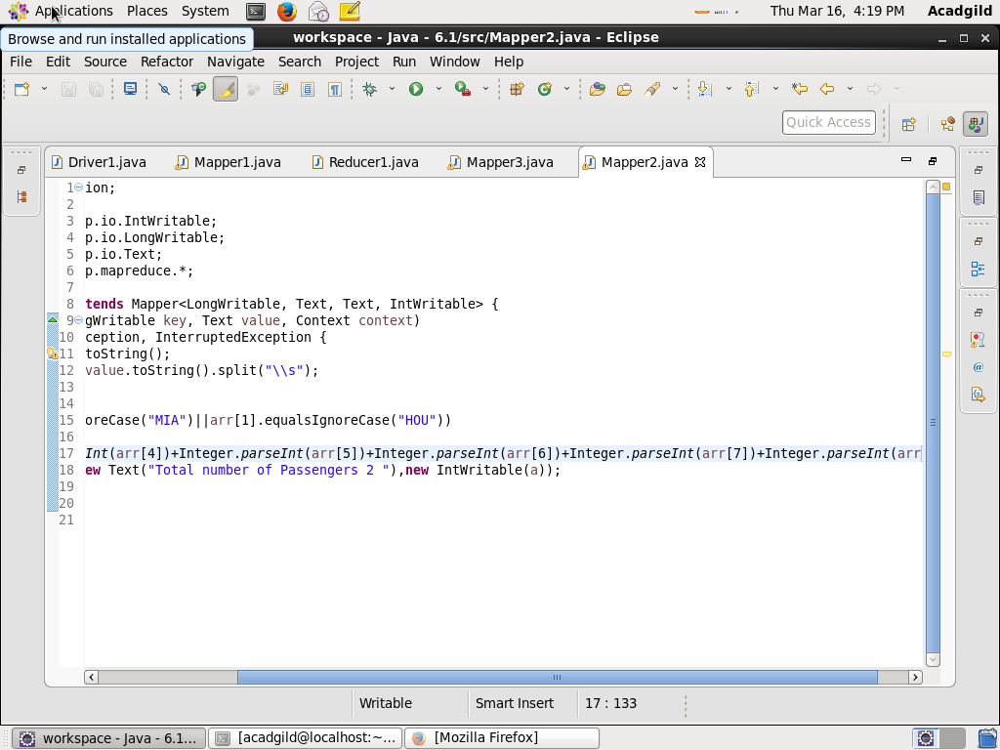 Applications Places System Thu Mar 16, 4:19 PM Acadgild
Browse and run installed applications
workspace - Java - 6.1/src/Mapper2.java - Eclipse
File Edit Source Refactor Navigate Search Project Run Window Help
Quick Access
Driver1.java Mapper1.java Reducer1.java Mapper3.java Mapper2.java
1 ion;
2
3 p.io.IntWritable;
4 p.io.LongWritable;
5 p.io.Text;
6 p.mapreduce.*;
7
8 tends Mapper<LongWritable, Text, Text, IntWritable> {
9 gWritable key, Text value, Context context)
10 ception, InterruptedException {
11 toString();
12 value.toString().split("\\s");
13
14
15 oreCase("MIA")||arr[1].equalsIgnoreCase("HOU"))
16
17 Int(arr[4])+Integer.parseInt(arr[5])+Integer.parseInt(arr[6])+Integer.parseInt(arr[7])+Integer.parseInt(arr
18 ew Text("Total number of Passengers 2 "),new IntWritable(a));
19
20
21
Writable Smart Insert 17 : 133
workspace - Java - 6.1... [acadgild@localhost:~... [Mozilla Firefox]